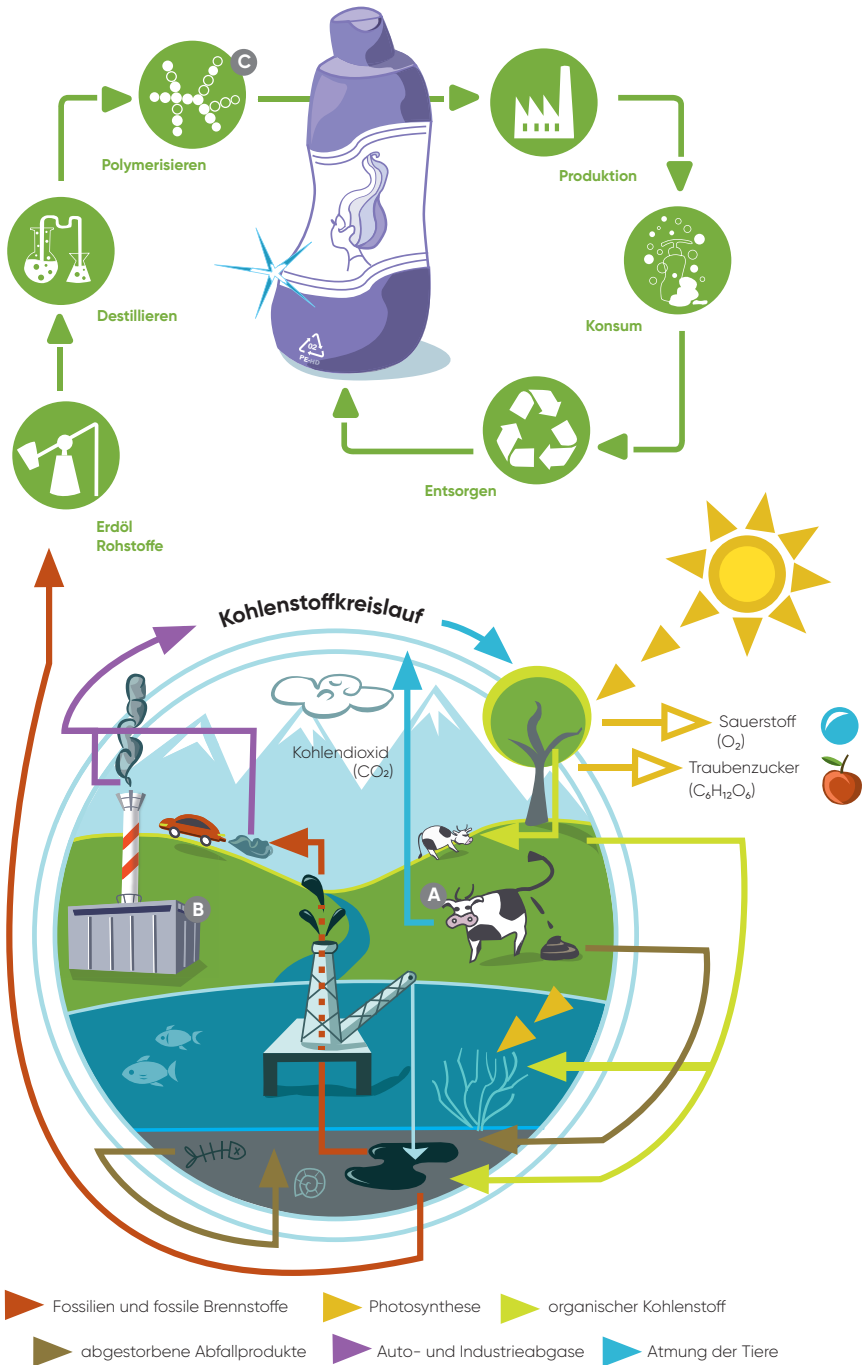 C
Polymerisieren
Produktion
Destillieren
Konsum
02
PE-HD
Entsorgen
Erdöl
Rohstoffe
Kohlenstoffkreislauf
Sauerstoff
(O₂)
Kohlendioxid
(CO₂)
Traubenzucker
(C₆H₁₂O₆)
A
B
Fossilien und fossile Brennstoffe
Photosynthese
organischer Kohlenstoff
abgestorbene Abfallprodukte
Auto- und Industrieabgase
Atmung der Tiere